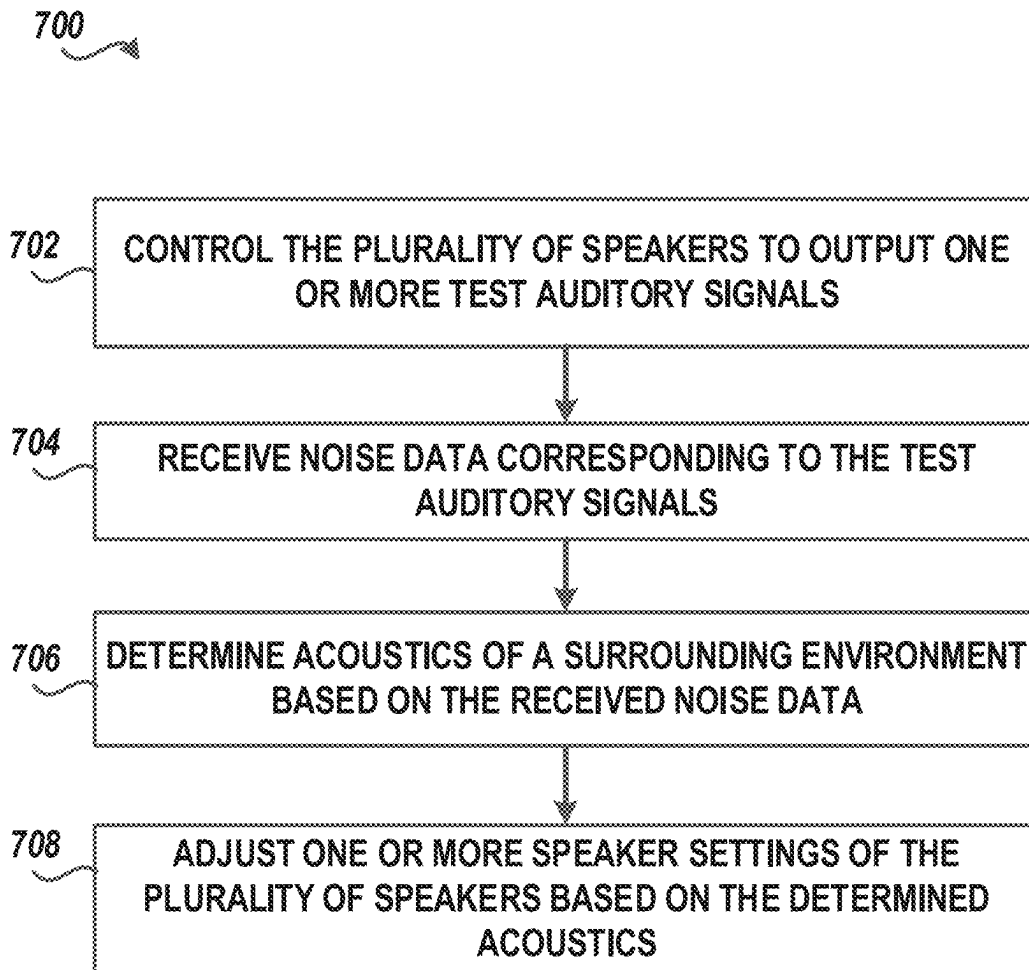 700
702
CONTROL THE PLURALITY OF SPEAKERS TO OUTPUT ONE
OR MORE TEST AUDITORY SIGNALS
704
RECEIVE NOISE DATA CORRESPONDING TO THE TEST
AUDITORY SIGNALS
706
DETERMINE ACOUSTICS OF A SURROUNDING ENVIRONMENT
BASED ON THE RECEIVED NOISE DATA
708
ADJUST ONE OR MORE SPEAKER SETTINGS OF THE
PLURALITY OF SPEAKERS BASED ON THE DETERMINED
ACOUSTICS